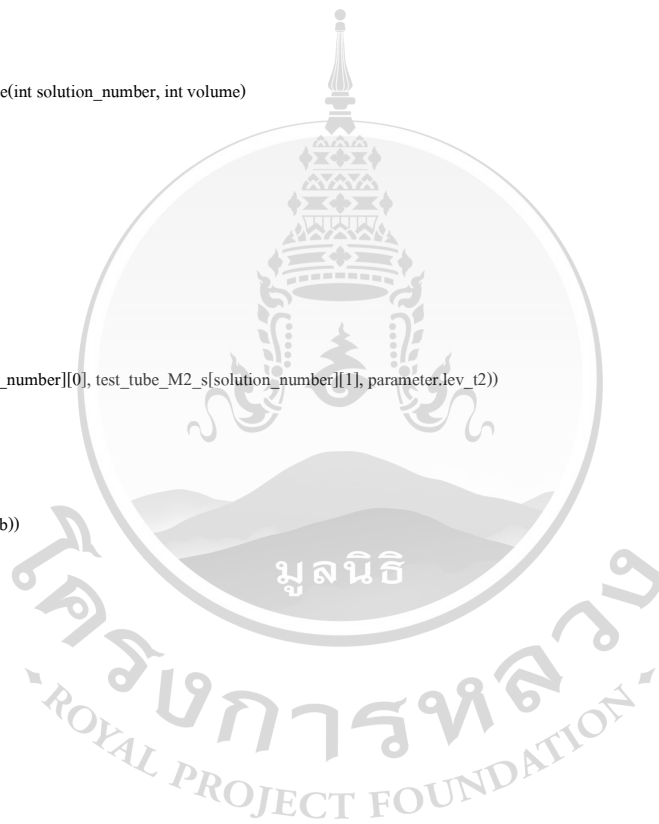 e(int solution_number, int volume)
_number][0], test_tube_M2_s[solution_number][1], parameter.lev_t2))
b))
มูลนิธิ
โครงการหลวง
ROYAL PROJECT FOUNDATION